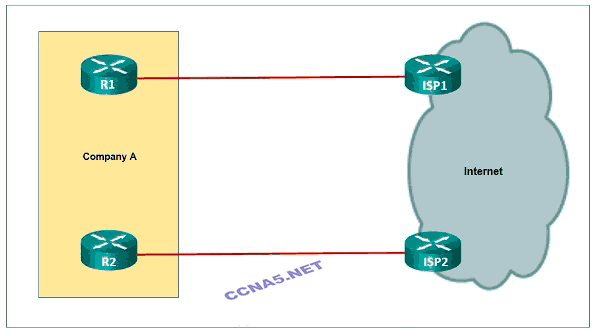 R1
ISP1
Company A
Internet
R2
ISP2
CCNA5.NET